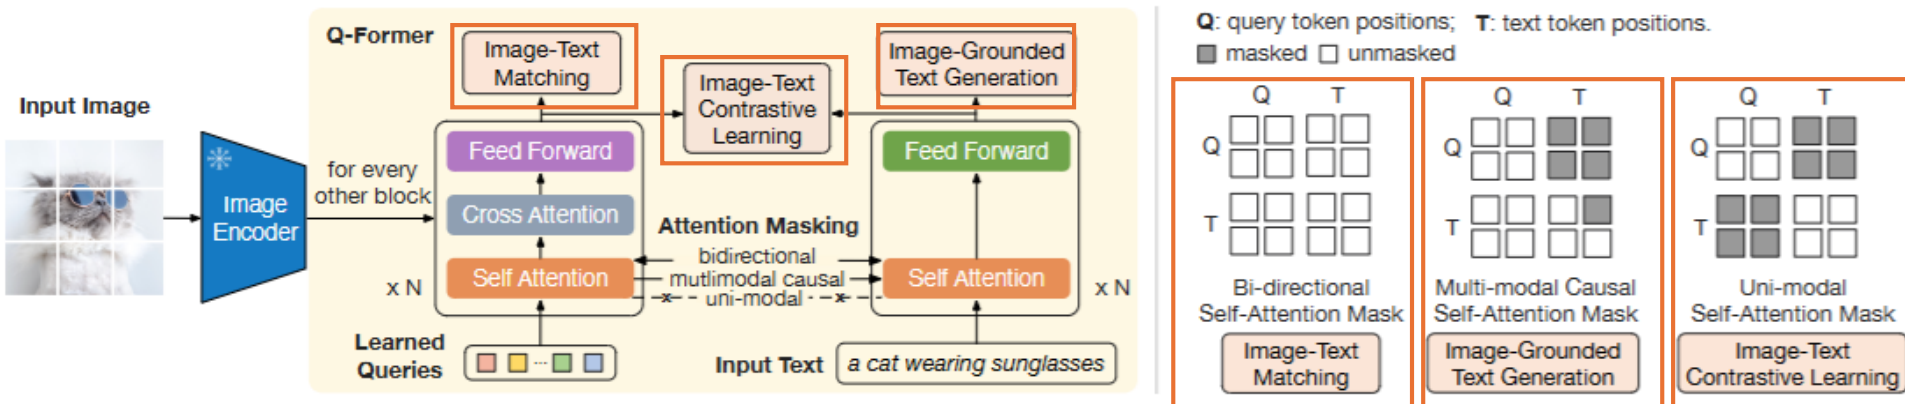 Q-Former
Image-Text
Matching
Image-Text
Contrastive
Learning
Image-Grounded
Text Generation
Input Image
Image
Encoder
for every
other block
Feed Forward
Cross Attention
Self Attention
x N
Attention Masking
bidirectional
mutlimodal causal
x uni-modal x
Feed Forward
Self Attention
x N
Learned
Queries
...
Input Text
a cat wearing sunglasses
Q: query token positions; T: text token positions.
masked unmasked
Q T
Q
T
Bi-directional
Self-Attention Mask
Image-Text
Matching
Q T
Q
T
Multi-modal Causal
Self-Attention Mask
Image-Grounded
Text Generation
Q T
Q
T
Uni-modal
Self-Attention Mask
Image-Text
Contrastive Learning